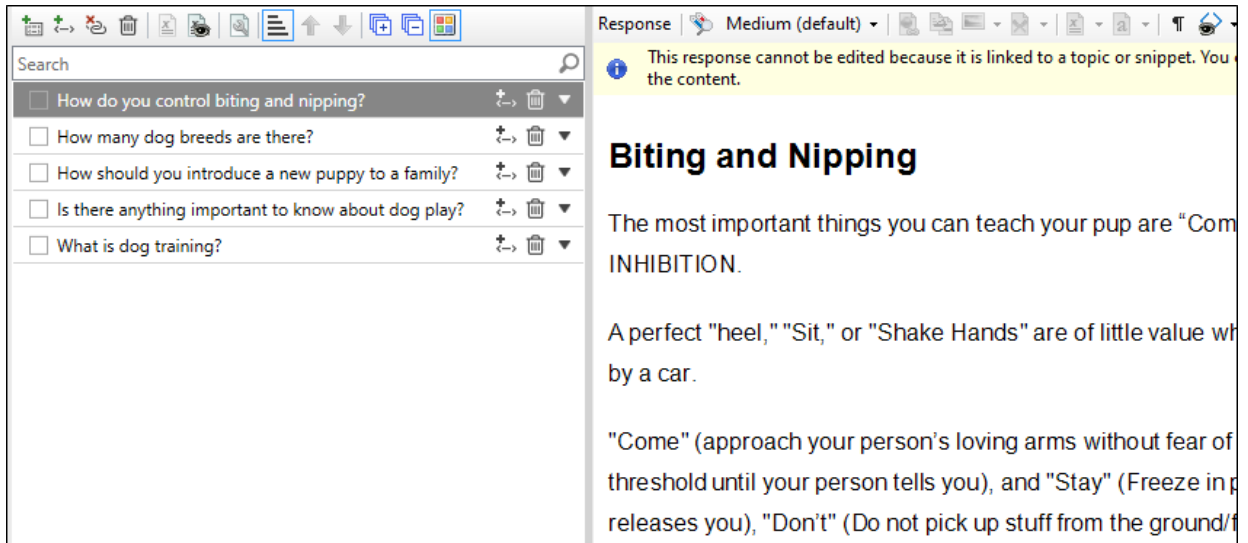 Search
How do you control biting and nipping?
How many dog breeds are there?
How should you introduce a new puppy to a family?
Is there anything important to know about dog play?
What is dog training?
Response Medium (default)
This response cannot be edited because it is linked to a topic or snippet. You
the content.
Biting and Nipping
The most important things you can teach your pup are “Com
INHIBITION.
A perfect "heel," "Sit," or "Shake Hands" are of little value wh
by a car.
"Come" (approach your person’s loving arms without fear of
threshold until your person tells you), and "Stay" (Freeze in p
releases you), "Don’t" (Do not pick up stuff from the ground/f